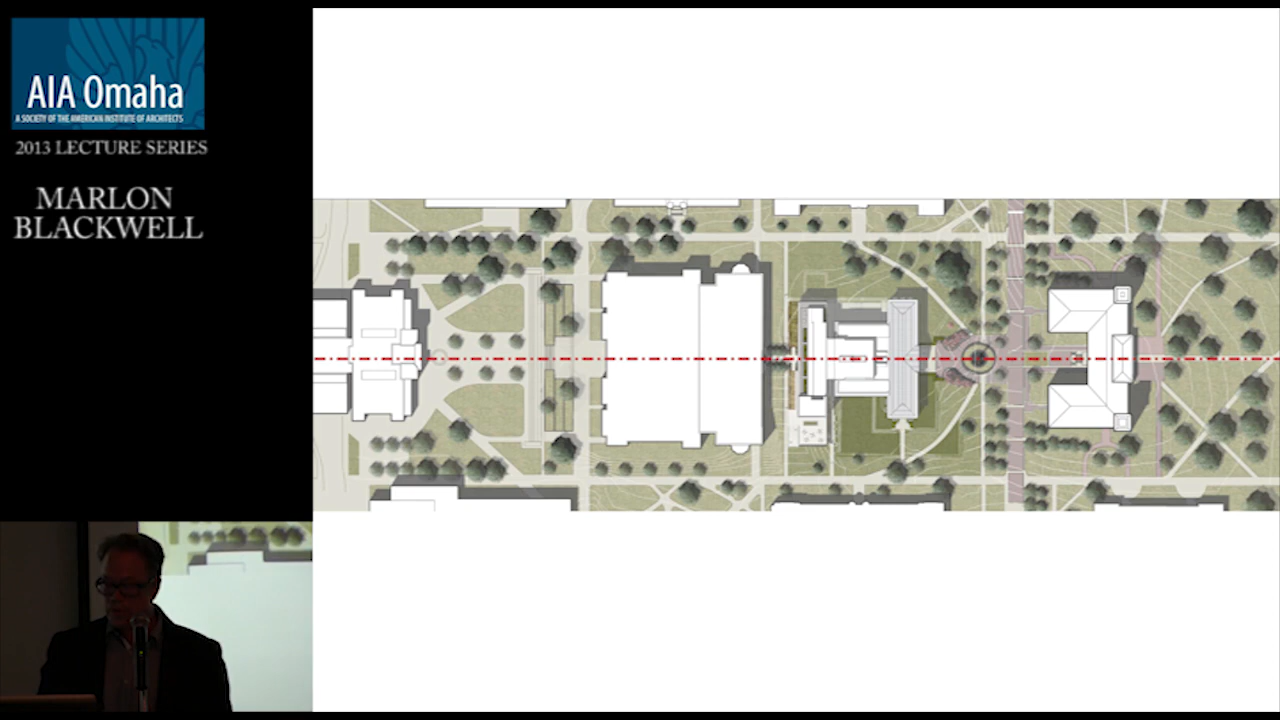 AIA Omaha
A SOCIETY OF THE AMERICAN INSTITUTE OF ARCHITECTS
2013 LECTURE SERIES
MARLON
BLACKWELL